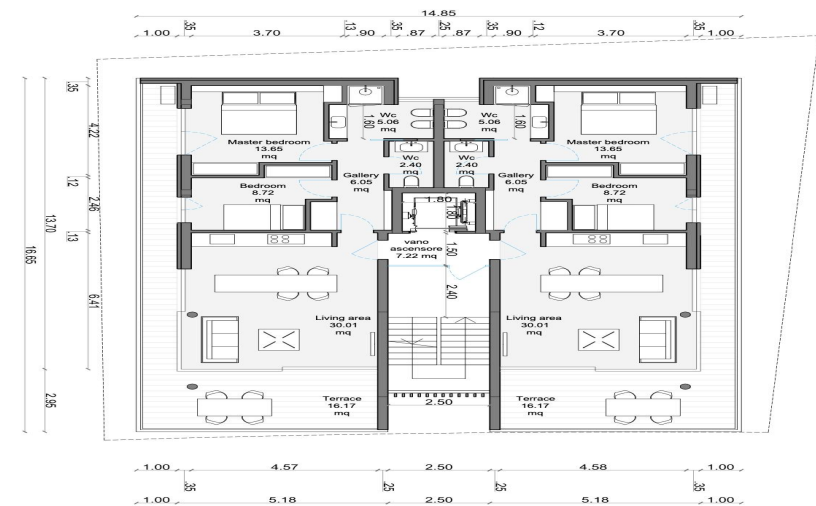 14.85
1.00 .35 3.70 .13 .90 .35 .87 .25 .87 .35 .90 .12 3.70 .35 1.00
.35
4.22
.12
2.46
.13
6.41
13.70
2.95
16.65
Wc
5.06
mq
1.60
Wc
5.06
mq
1.60
Master bedroom
13.65
mq
Master bedroom
13.65
mq
Wc
2.40
mq
Wc
2.40
mq
Gallery
6.05
mq
Gallery
6.05
mq
Bedroom
8.72
mq
Bedroom
8.72
mq
1.80
1.80
vano
ascensore
7.22 mq
1.50
2.40
Living area
30.01
mq
Living area
30.01
mq
Terrace
16.17
mq
Terrace
16.17
mq
2.50
1.00 4.57 2.50 4.58 1.00
.35 .25 .25 .35
1.00 5.18 2.50 5.18 1.00